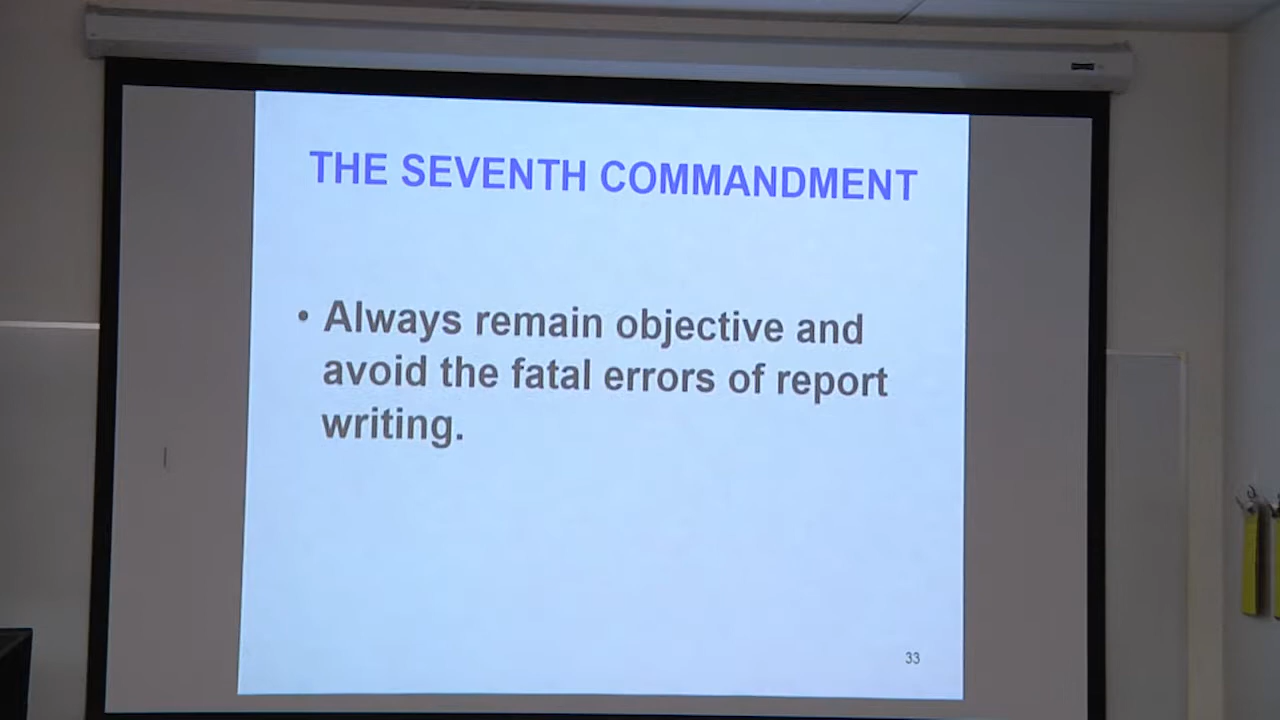 THE SEVENTH COMMANDMENT
• Always remain objective and
avoid the fatal errors of report
writing.
33